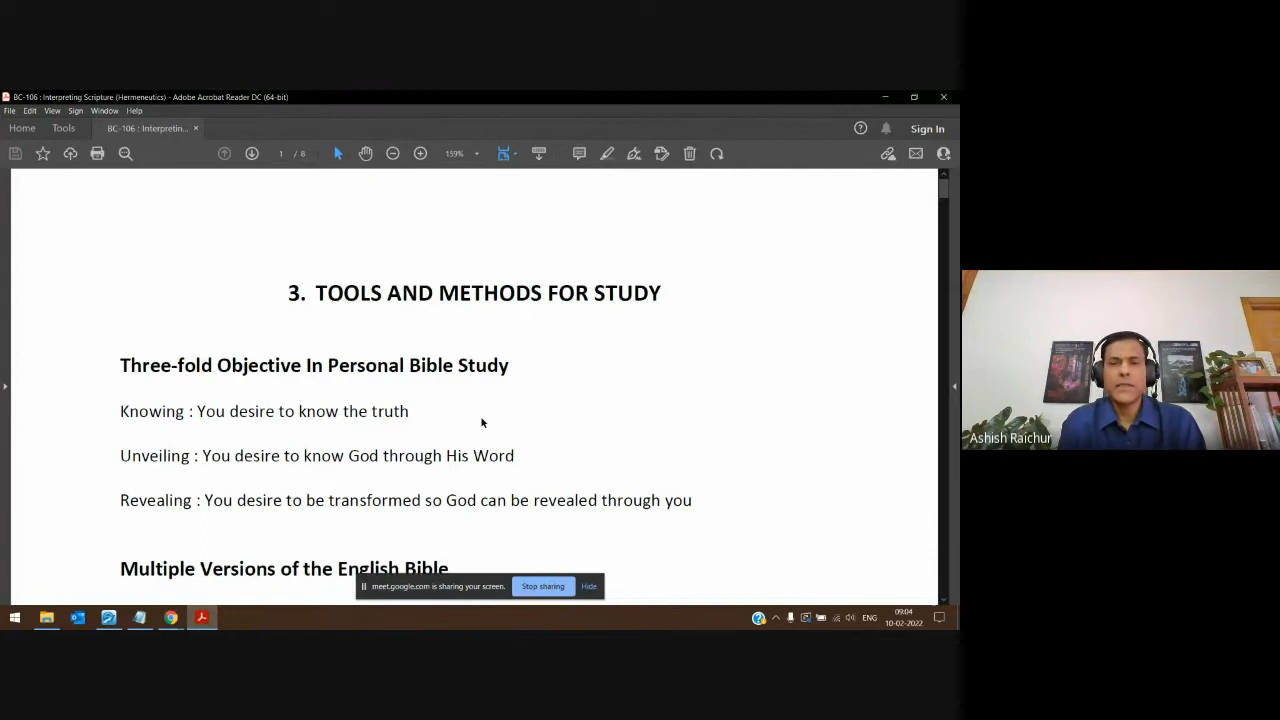 BC-106 : Interpreting Scripture (Hermeneutics) - Adobe Acrobat Reader DC (64-bit)
File Edit View Sign Window Help
Home Tools BC-106 : Interpretin... × Sign In
1 / 8 159%
3. TOOLS AND METHODS FOR STUDY
Three-fold Objective In Personal Bible Study
Knowing : You desire to know the truth
Unveiling : You desire to know God through His Word
Revealing : You desire to be transformed so God can be revealed through you
Multiple Versions of the English Bible
meet.google.com is sharing your screen. Stop sharing Hide
ENG 09:04
10-02-2022
Ashish Raichur